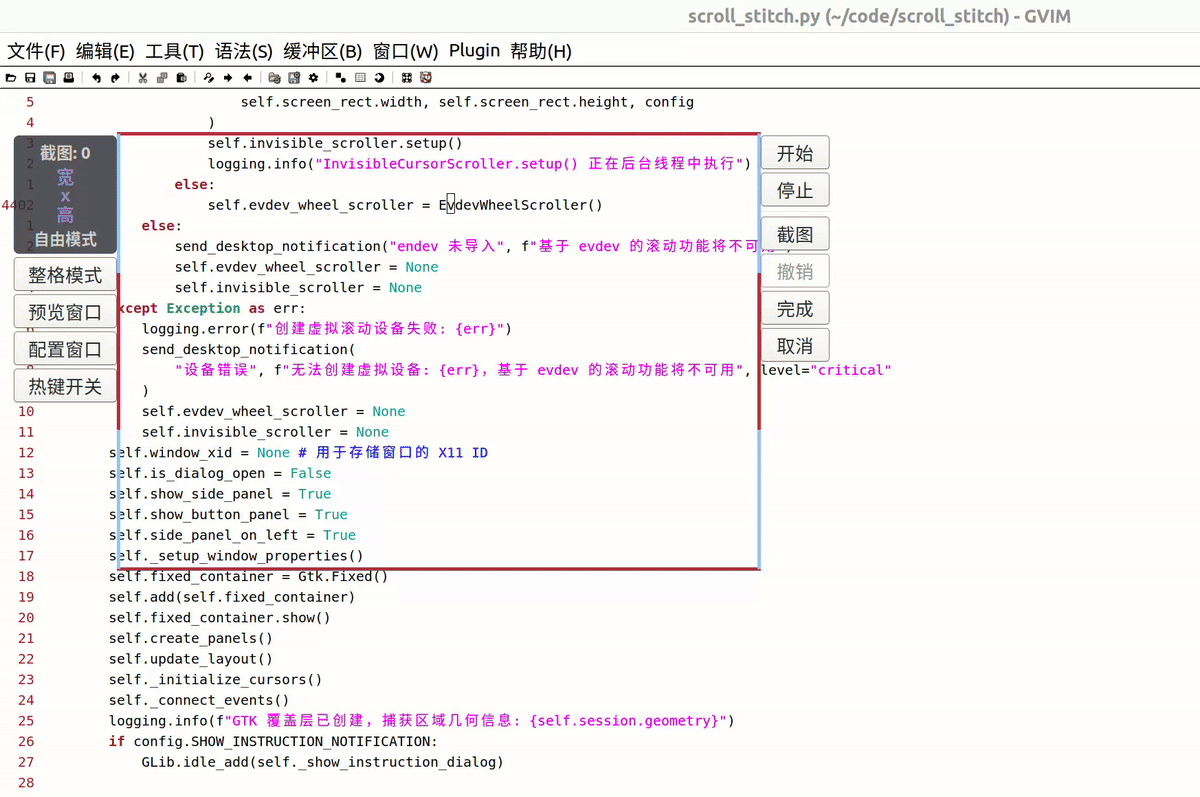 scroll_stitch.py (~/code/scroll_stitch) - GVIM
文件(F) 编辑(E) 工具(T) 语法(S) 缓冲区(B) 窗口(W) Plugin 帮助(H)
5 self.screen_rect.width, self.screen_rect.height, config
4 )
3 self.invisible_scroller.setup()
2 logging.info("InvisibleCursorScroller.setup() 正在后台线程中执行")
1 else:
4402 self.evdev_wheel_scroller = EvdevWheelScroller()
1 else:
send_desktop_notification("endev 未导入", f"基于 evdev 的滚动功能将不可用",
self.evdev_wheel_scroller = None
self.invisible_scroller = None
xcept Exception as err:
logging.error(f"创建虚拟滚动设备失败: {err}")
send_desktop_notification(
"设备错误", f"无法创建虚拟设备: {err}，基于 evdev 的滚动功能将不可用", level="critical"
)
10 self.evdev_wheel_scroller = None
11 self.invisible_scroller = None
12 self.window_xid = None # 用于存储窗口的 X11 ID
13 self.is_dialog_open = False
14 self.show_side_panel = True
15 self.show_button_panel = True
16 self.side_panel_on_left = True
17 self._setup_window_properties()
18 self.fixed_container = Gtk.Fixed()
19 self.add(self.fixed_container)
20 self.fixed_container.show()
21 self.create_panels()
22 self.update_layout()
23 self._initialize_cursors()
24 self._connect_events()
25 logging.info(f"GTK 覆盖层已创建，捕获区域几何信息: {self.session.geometry}")
26 if config.SHOW_INSTRUCTION_NOTIFICATION:
27 GLib.idle_add(self._show_instruction_dialog)
28
截图: 0
宽
x
高
自由模式
整格模式
预览窗口
配置窗口
热键开关
开始
停止
截图
撤销
完成
取消